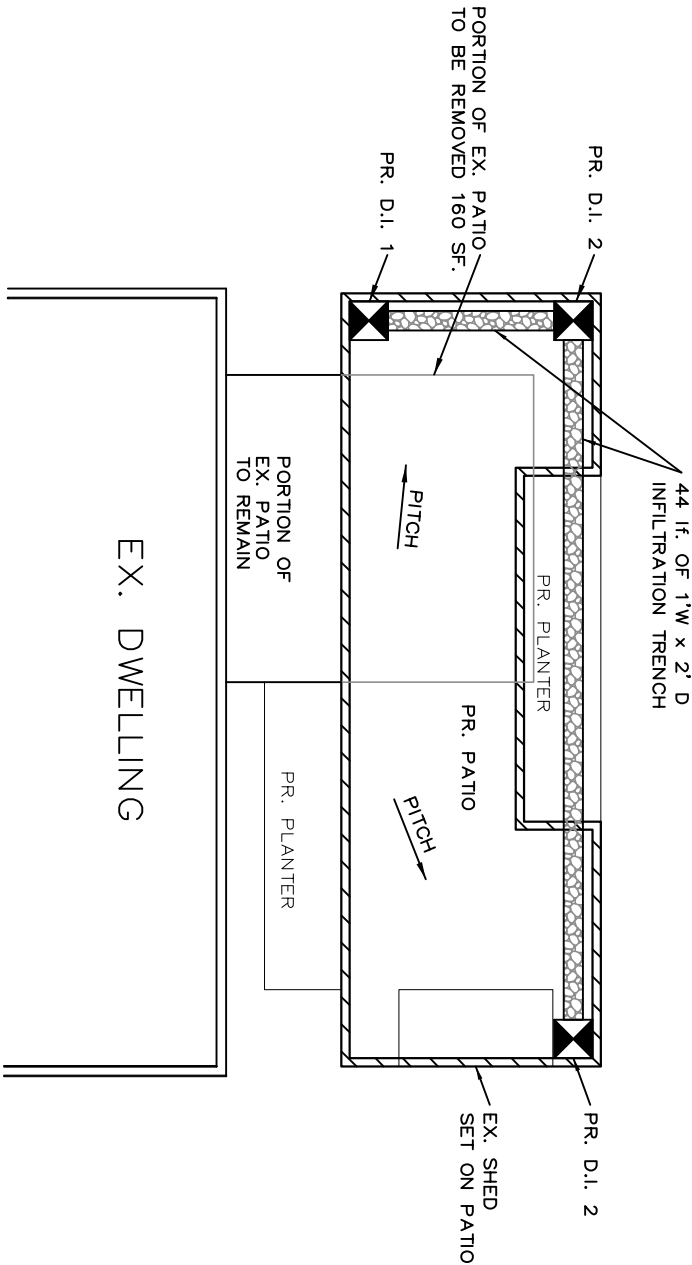 44 lf. OF 1'W x 2' D
INFILTRATION TRENCH
PR. D.I. 2
PR. D.I. 2
PORTION OF EX. PATIO
TO BE REMOVED 160 SF.
PR. D.I. 1
PR. PLANTER
PR. PATIO
PITCH
PITCH
EX. SHED
SET ON PATIO
PORTION OF
EX. PATIO
TO REMAIN
PR. PLANTER
EX. DWELLING